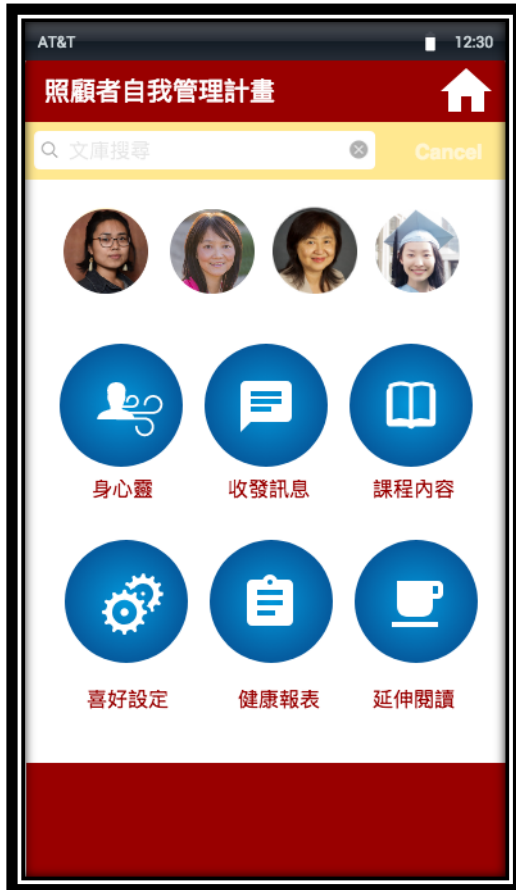 AT&T 12:30
照顧者自我管理計畫
文庫搜尋 Cancel
身心靈 收發訊息 課程內容
喜好設定 健康報表 延伸閱讀